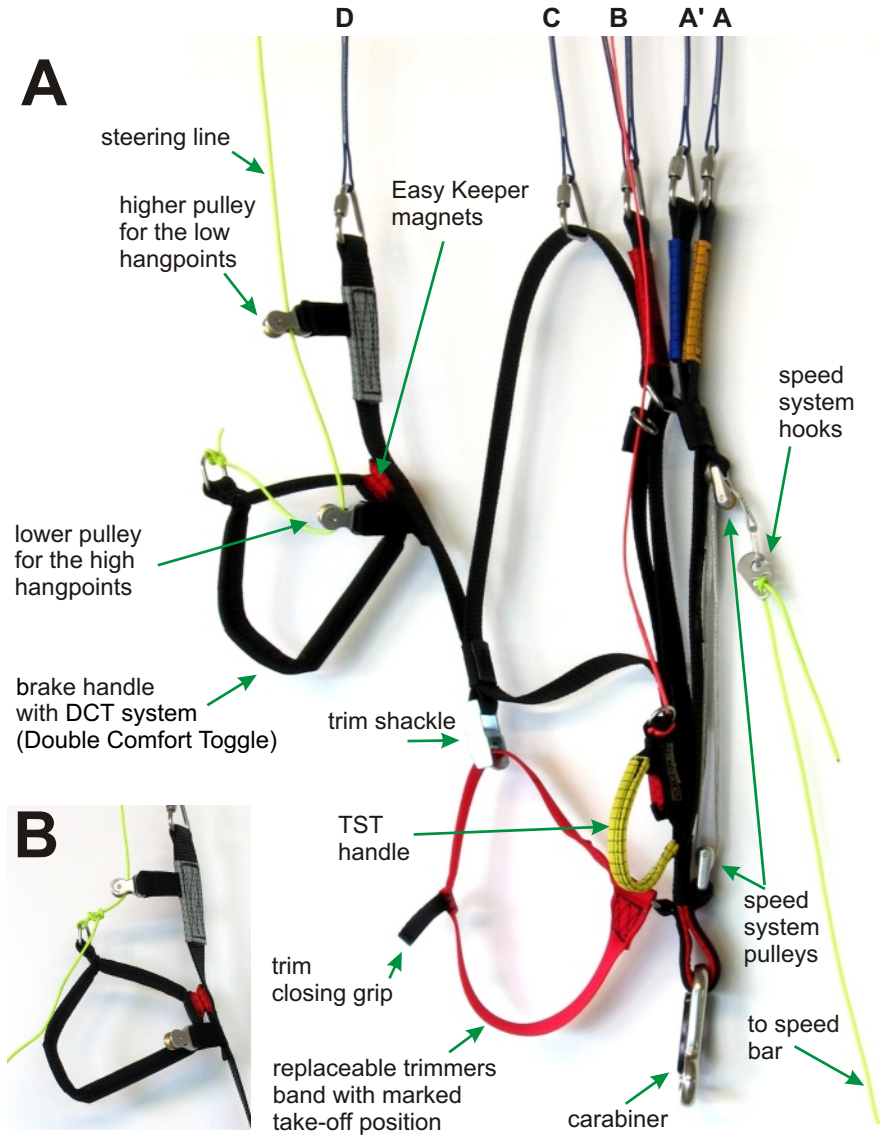 D C B A' A
A
steering line
higher pulley
for the low
hangpoints
Easy Keeper
magnets
speed
system
hooks
lower pulley
for the high
hangpoints
brake handle
with DCT system
(Double Comfort Toggle)
trim shackle
B
TST
handle
speed
system
pulleys
trim
closing grip
to speed
bar
replaceable trimmers
band with marked
take-off position
carabiner